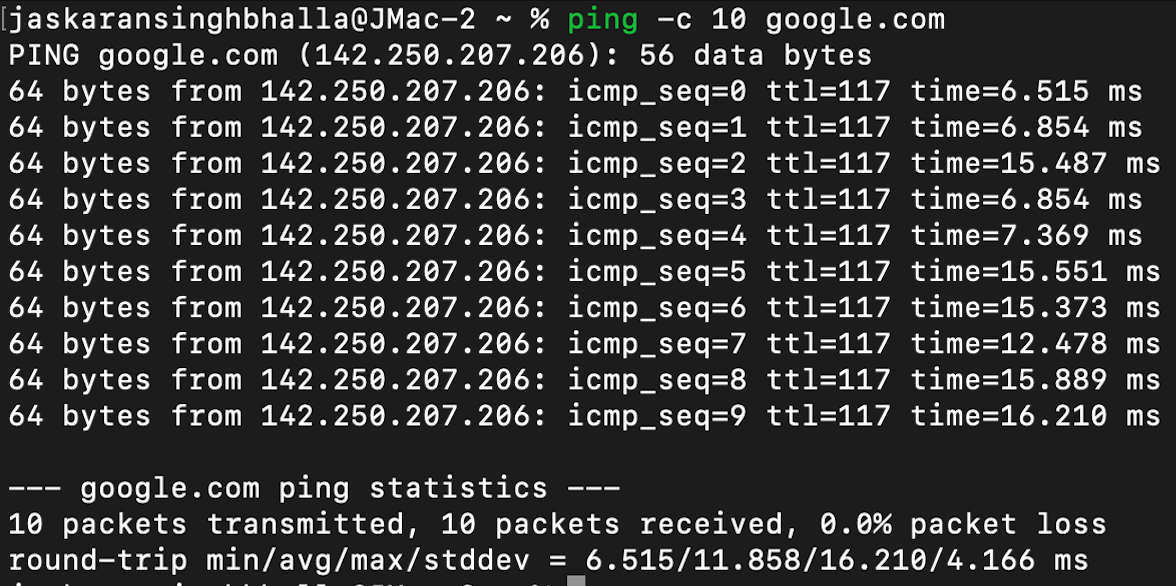 jaskaransinghbhalla@JMac-2 ~ % ping -c 10 google.com
PING google.com (142.250.207.206): 56 data bytes
64 bytes from 142.250.207.206: icmp_seq=0 ttl=117 time=6.515 ms
64 bytes from 142.250.207.206: icmp_seq=1 ttl=117 time=6.854 ms
64 bytes from 142.250.207.206: icmp_seq=2 ttl=117 time=15.487 ms
64 bytes from 142.250.207.206: icmp_seq=3 ttl=117 time=6.854 ms
64 bytes from 142.250.207.206: icmp_seq=4 ttl=117 time=7.369 ms
64 bytes from 142.250.207.206: icmp_seq=5 ttl=117 time=15.551 ms
64 bytes from 142.250.207.206: icmp_seq=6 ttl=117 time=15.373 ms
64 bytes from 142.250.207.206: icmp_seq=7 ttl=117 time=12.478 ms
64 bytes from 142.250.207.206: icmp_seq=8 ttl=117 time=15.889 ms
64 bytes from 142.250.207.206: icmp_seq=9 ttl=117 time=16.210 ms
--- google.com ping statistics ---
10 packets transmitted, 10 packets received, 0.0% packet loss
round-trip min/avg/max/stddev = 6.515/11.858/16.210/4.166 ms